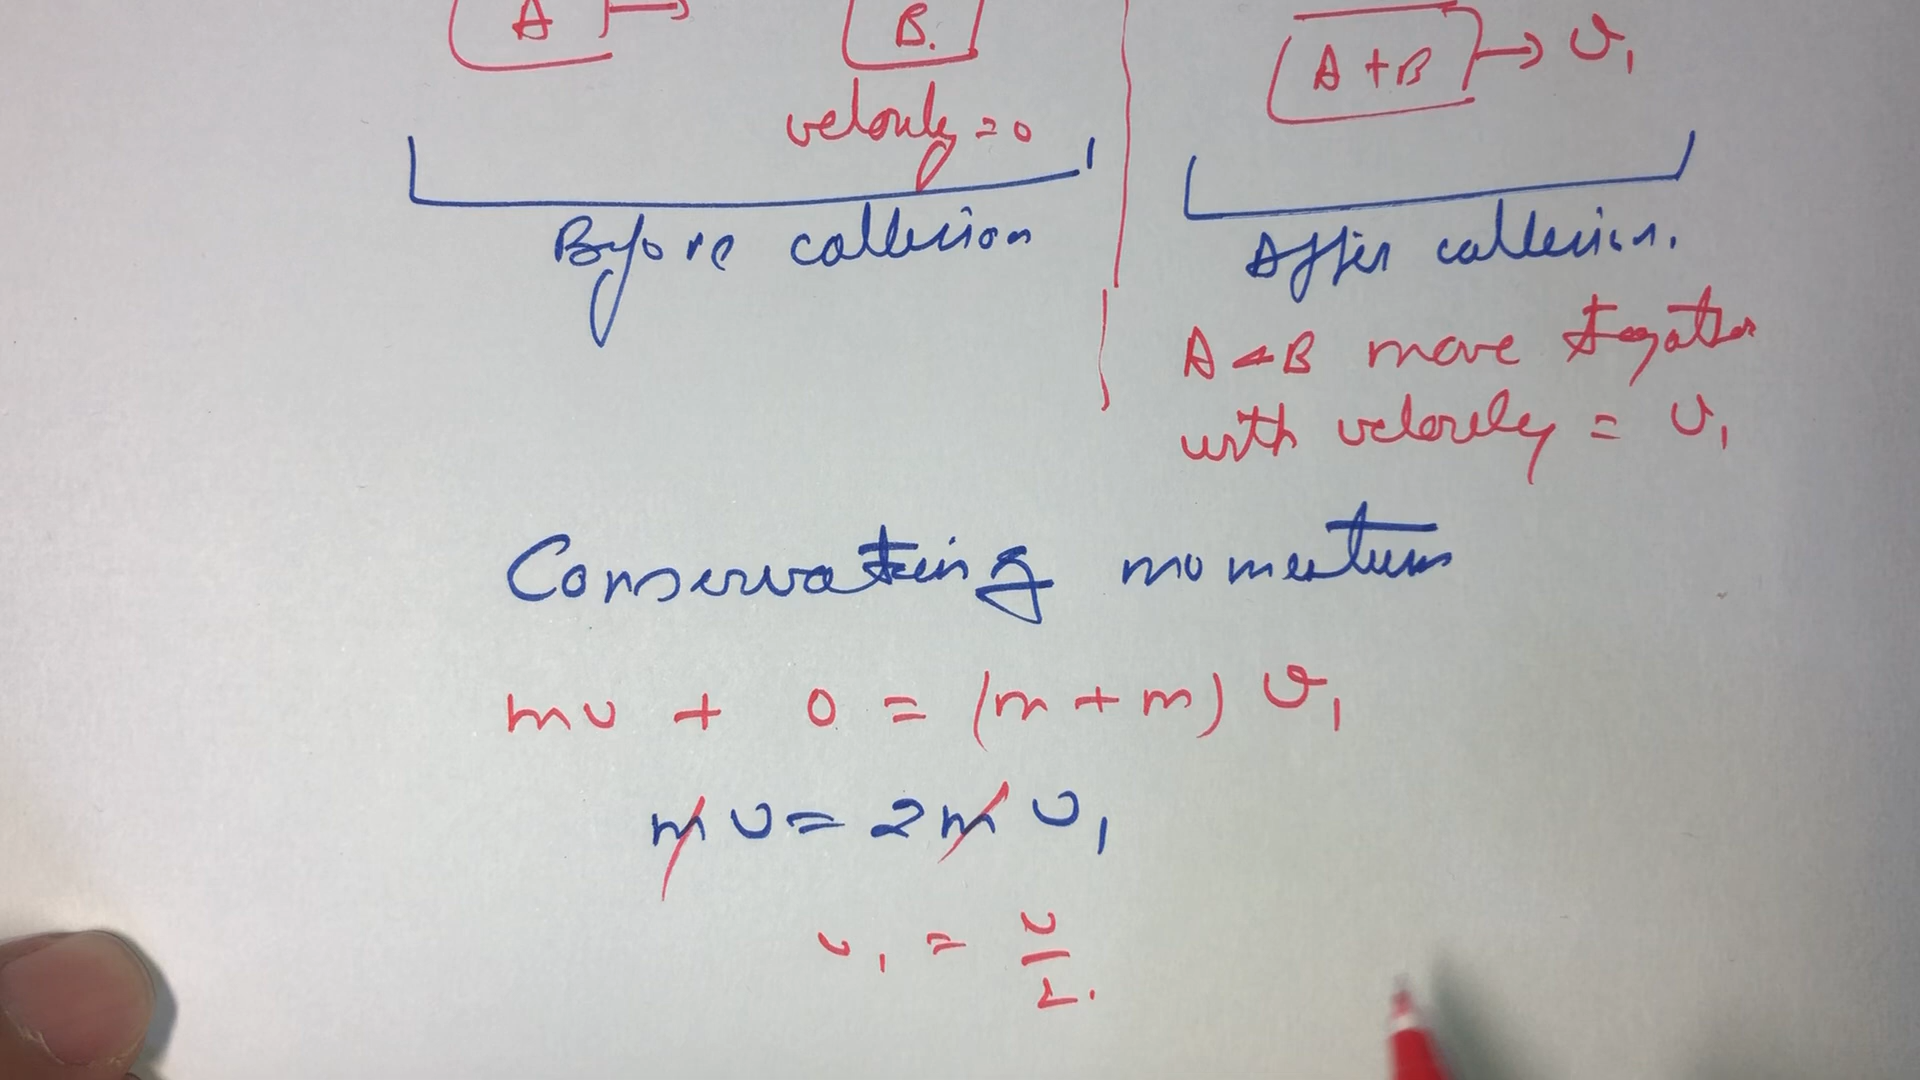 A → B. A + B → v₁
velocity = 0
Before collision After collision.
A & B move together
with velocity = v₁
Conservating momentum
mv + 0 = (m + m) v₁
mv = 2m v₁
v₁ = v/2.